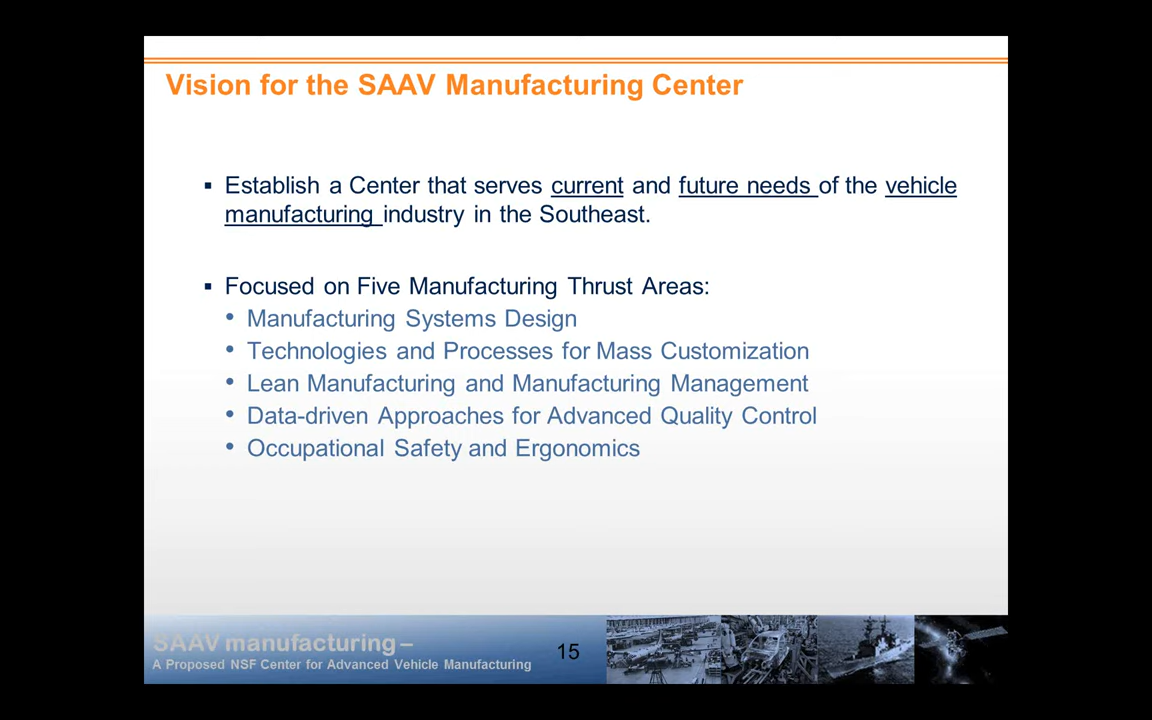 Vision for the SAAV Manufacturing Center
▪ Establish a Center that serves current and future needs of the vehicle
manufacturing industry in the Southeast.
▪ Focused on Five Manufacturing Thrust Areas:
• Manufacturing Systems Design
• Technologies and Processes for Mass Customization
• Lean Manufacturing and Manufacturing Management
• Data-driven Approaches for Advanced Quality Control
• Occupational Safety and Ergonomics
SAAV manufacturing –
A Proposed NSF Center for Advanced Vehicle Manufacturing
15